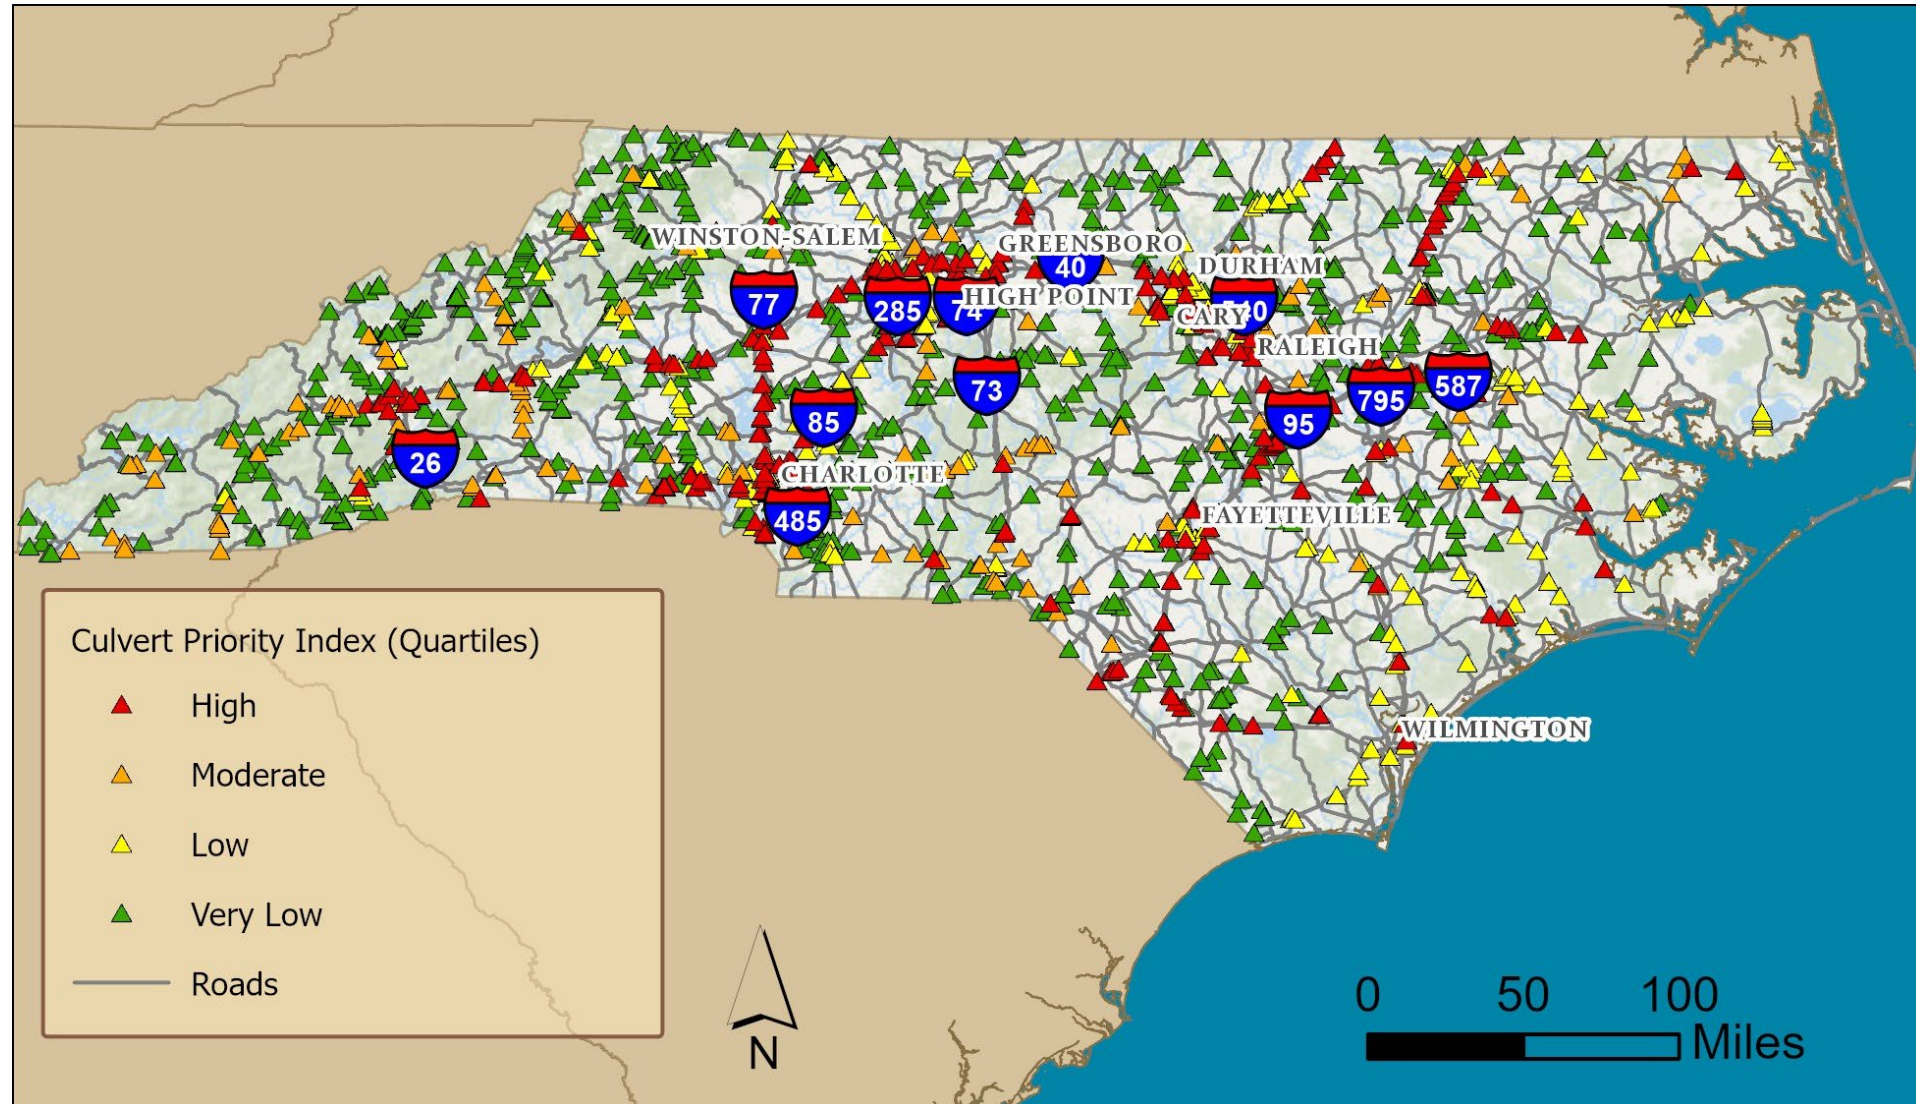 WINSTON-SALEM
GREENSBORO
40
DURHAM
77
285
74
HIGH POINT
CARY
RALEIGH
73
85
95
795
587
26
CHARLOTTE
485
FAYETTEVILLE
WILMINGTON
Culvert Priority Index (Quartiles)
High
Moderate
Low
Very Low
Roads
N
0 50 100
Miles